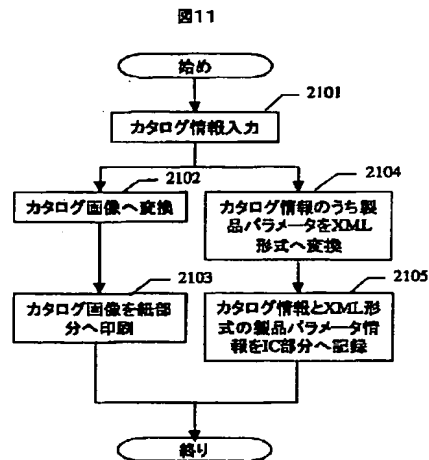 図11
始め
2101
カタログ情報入力
2102
カタログ画像へ変換
2104
カタログ情報のうち製
品パラメータをXML
形式へ変換
2103
カタログ画像を紙部
分へ印刷
2105
カタログ情報とXML形
式の製品パラメータ情
報をIC部分へ記録
終り